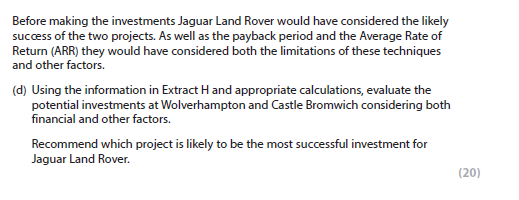 Before making the investments Jaguar Land Rover would have considered the likely
success of the two projects. As well as the payback period and the Average Rate of
Return (ARR) they would have considered both the limitations of these techniques
and other factors.
(d) Using the information in Extract H and appropriate calculations, evaluate the
potential investments at Wolverhampton and Castle Bromwich considering both
financial and other factors.
Recommend which project is likely to be the most successful investment for
Jaguar Land Rover.
(20)